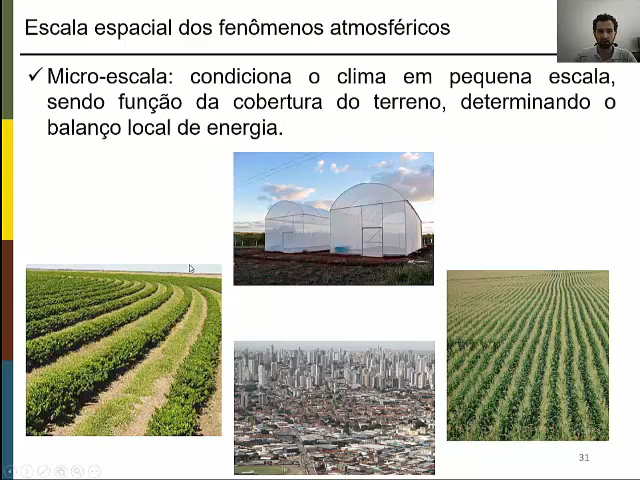 Escala espacial dos fenômenos atmosféricos
✓Micro-escala: condiciona o clima em pequena escala,
sendo função da cobertura do terreno, determinando o
balanço local de energia.
31